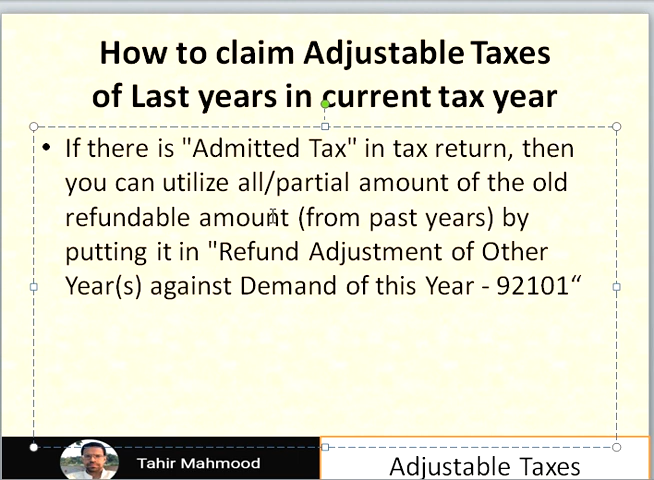 How to claim Adjustable Taxes
of Last years in current tax year
• If there is "Admitted Tax" in tax return, then
you can utilize all/partial amount of the old
refundable amount (from past years) by
putting it in "Refund Adjustment of Other
Year(s) against Demand of this Year - 92101“
Tahir Mahmood
Adjustable Taxes